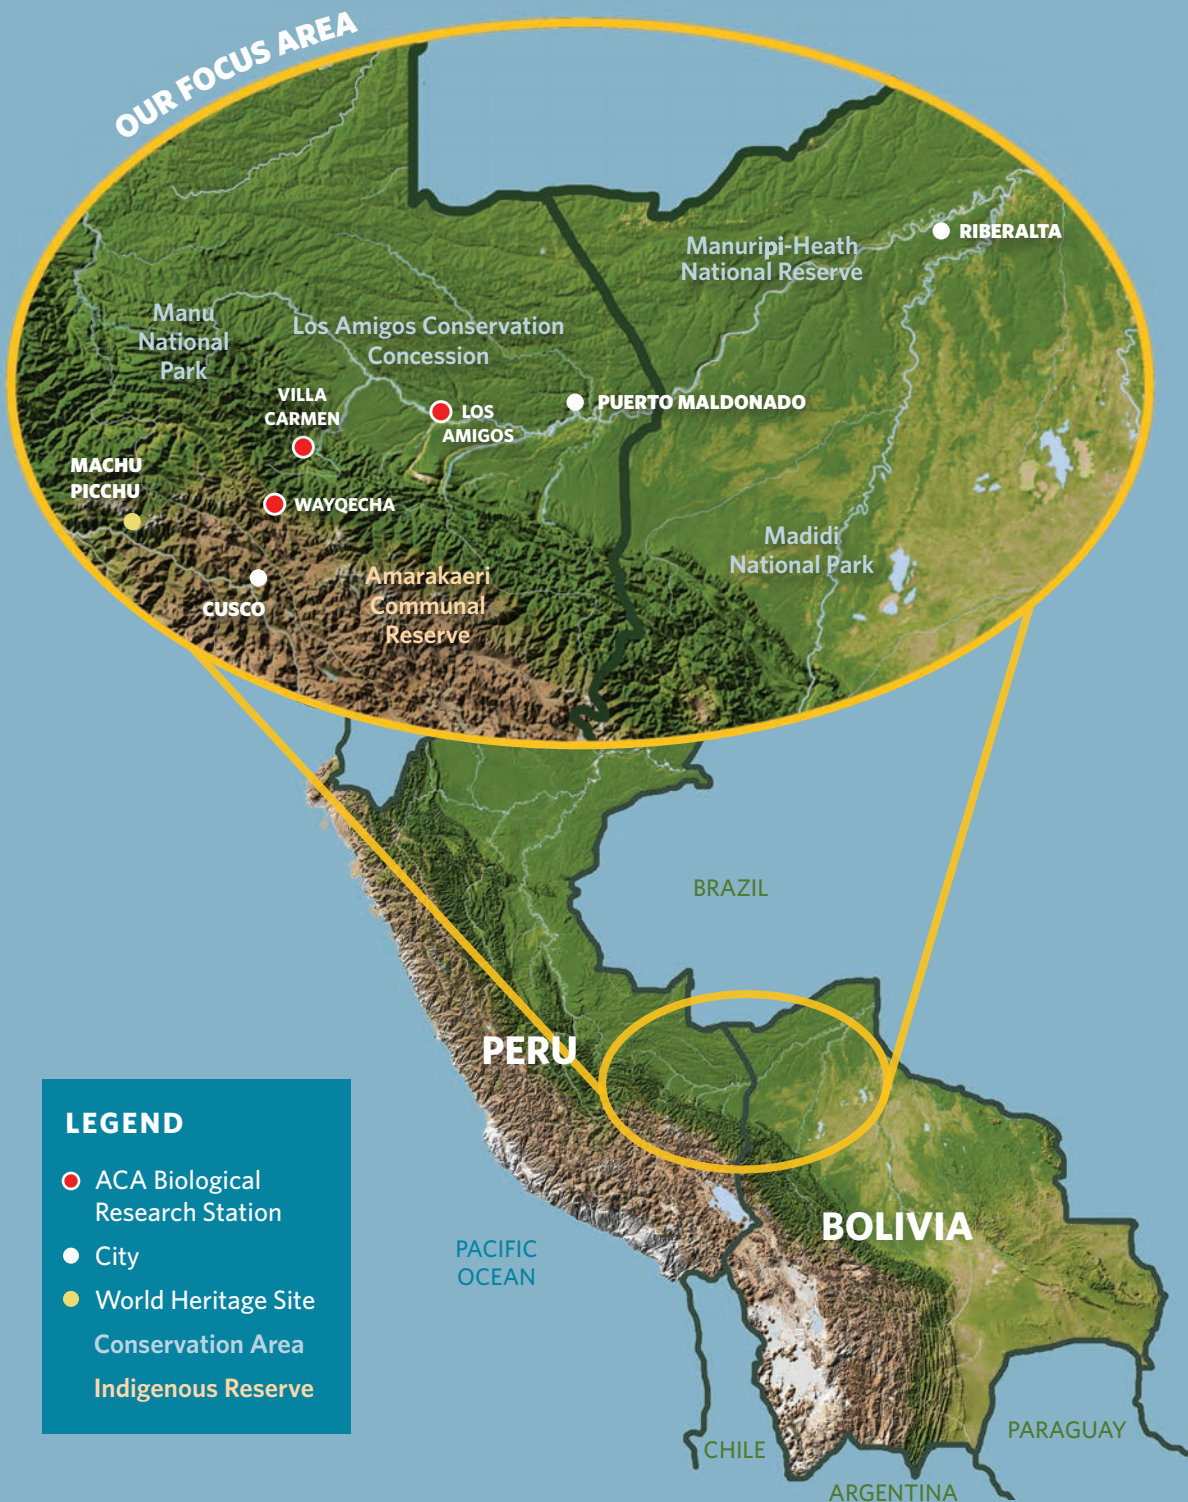 OUR FOCUS AREA
RIBERALTA
Manuripi-Heath
National Reserve
Manu
National
Park
Los Amigos Conservation
Concession
VILLA
CARMEN
LOS
AMIGOS
PUERTO MALDONADO
MACHU
PICCHU
WAYQECHA
Madidi
National Park
CUSCO
Amarakaeri
Communal
Reserve
BRAZIL
PERU
BOLIVIA
PACIFIC
OCEAN
CHILE
PARAGUAY
ARGENTINA
LEGEND
ACA Biological
Research Station
City
World Heritage Site
Conservation Area
Indigenous Reserve